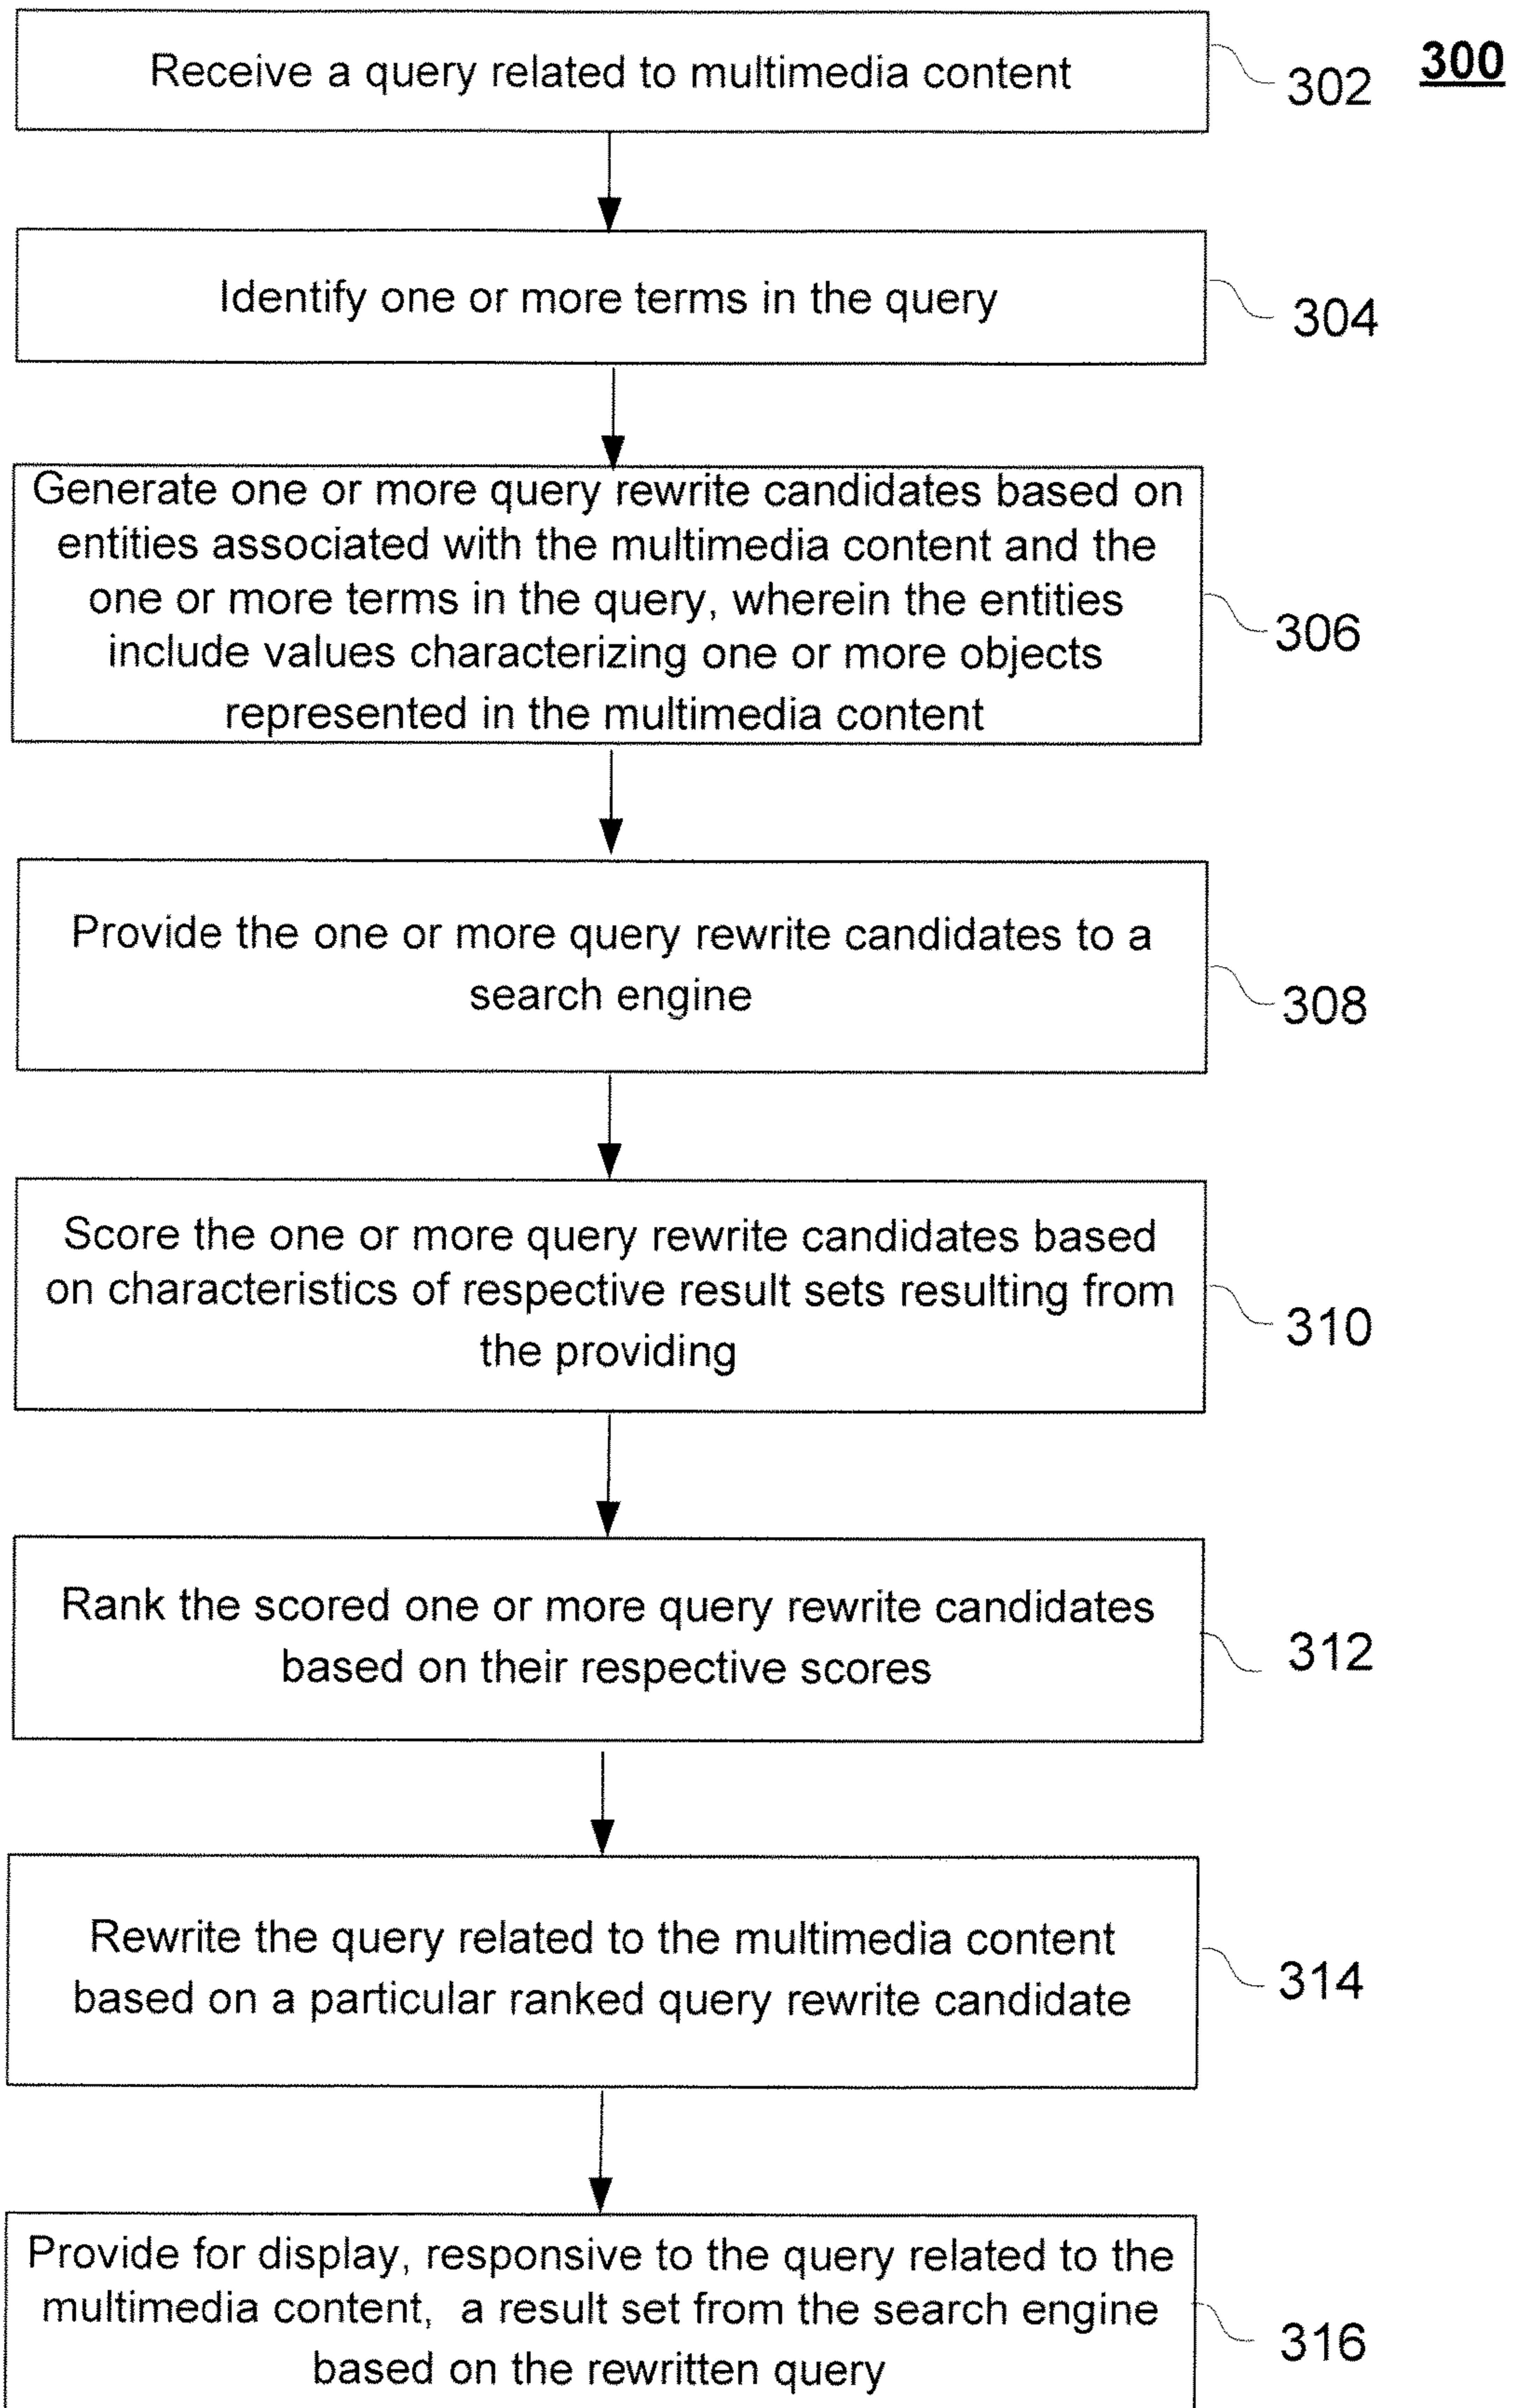 300
Receive a query related to multimedia content
302
Identify one or more terms in the query
304
Generate one or more query rewrite candidates based on
entities associated with the multimedia content and the
one or more terms in the query, wherein the entities
include values characterizing one or more objects
represented in the multimedia content
306
Provide the one or more query rewrite candidates to a
search engine
308
Score the one or more query rewrite candidates based
on characteristics of respective result sets resulting from
the providing
310
Rank the scored one or more query rewrite candidates
based on their respective scores
312
Rewrite the query related to the multimedia content
based on a particular ranked query rewrite candidate
314
Provide for display, responsive to the query related to the
multimedia content, a result set from the search engine
based on the rewritten query
316